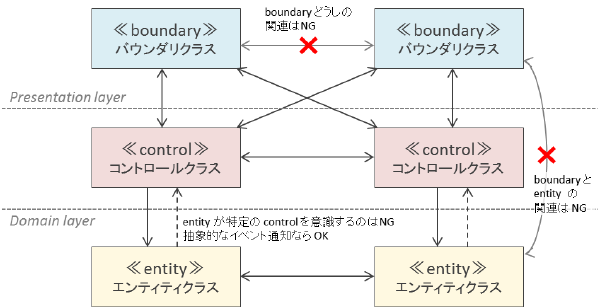 ≪boundary≫
バウンダリクラス
boundaryどうしの
関連はNG
≪boundary≫
バウンダリクラス
Presentation layer
≪control≫
コントロールクラス
≪control≫
コントロールクラス
boundaryと
entity の
関連はNG
Domain layer
entity が特定の controlを意識するのはNG
抽象的なイベント通知なら OK
≪entity≫
エンティティクラス
≪entity≫
エンティティクラス